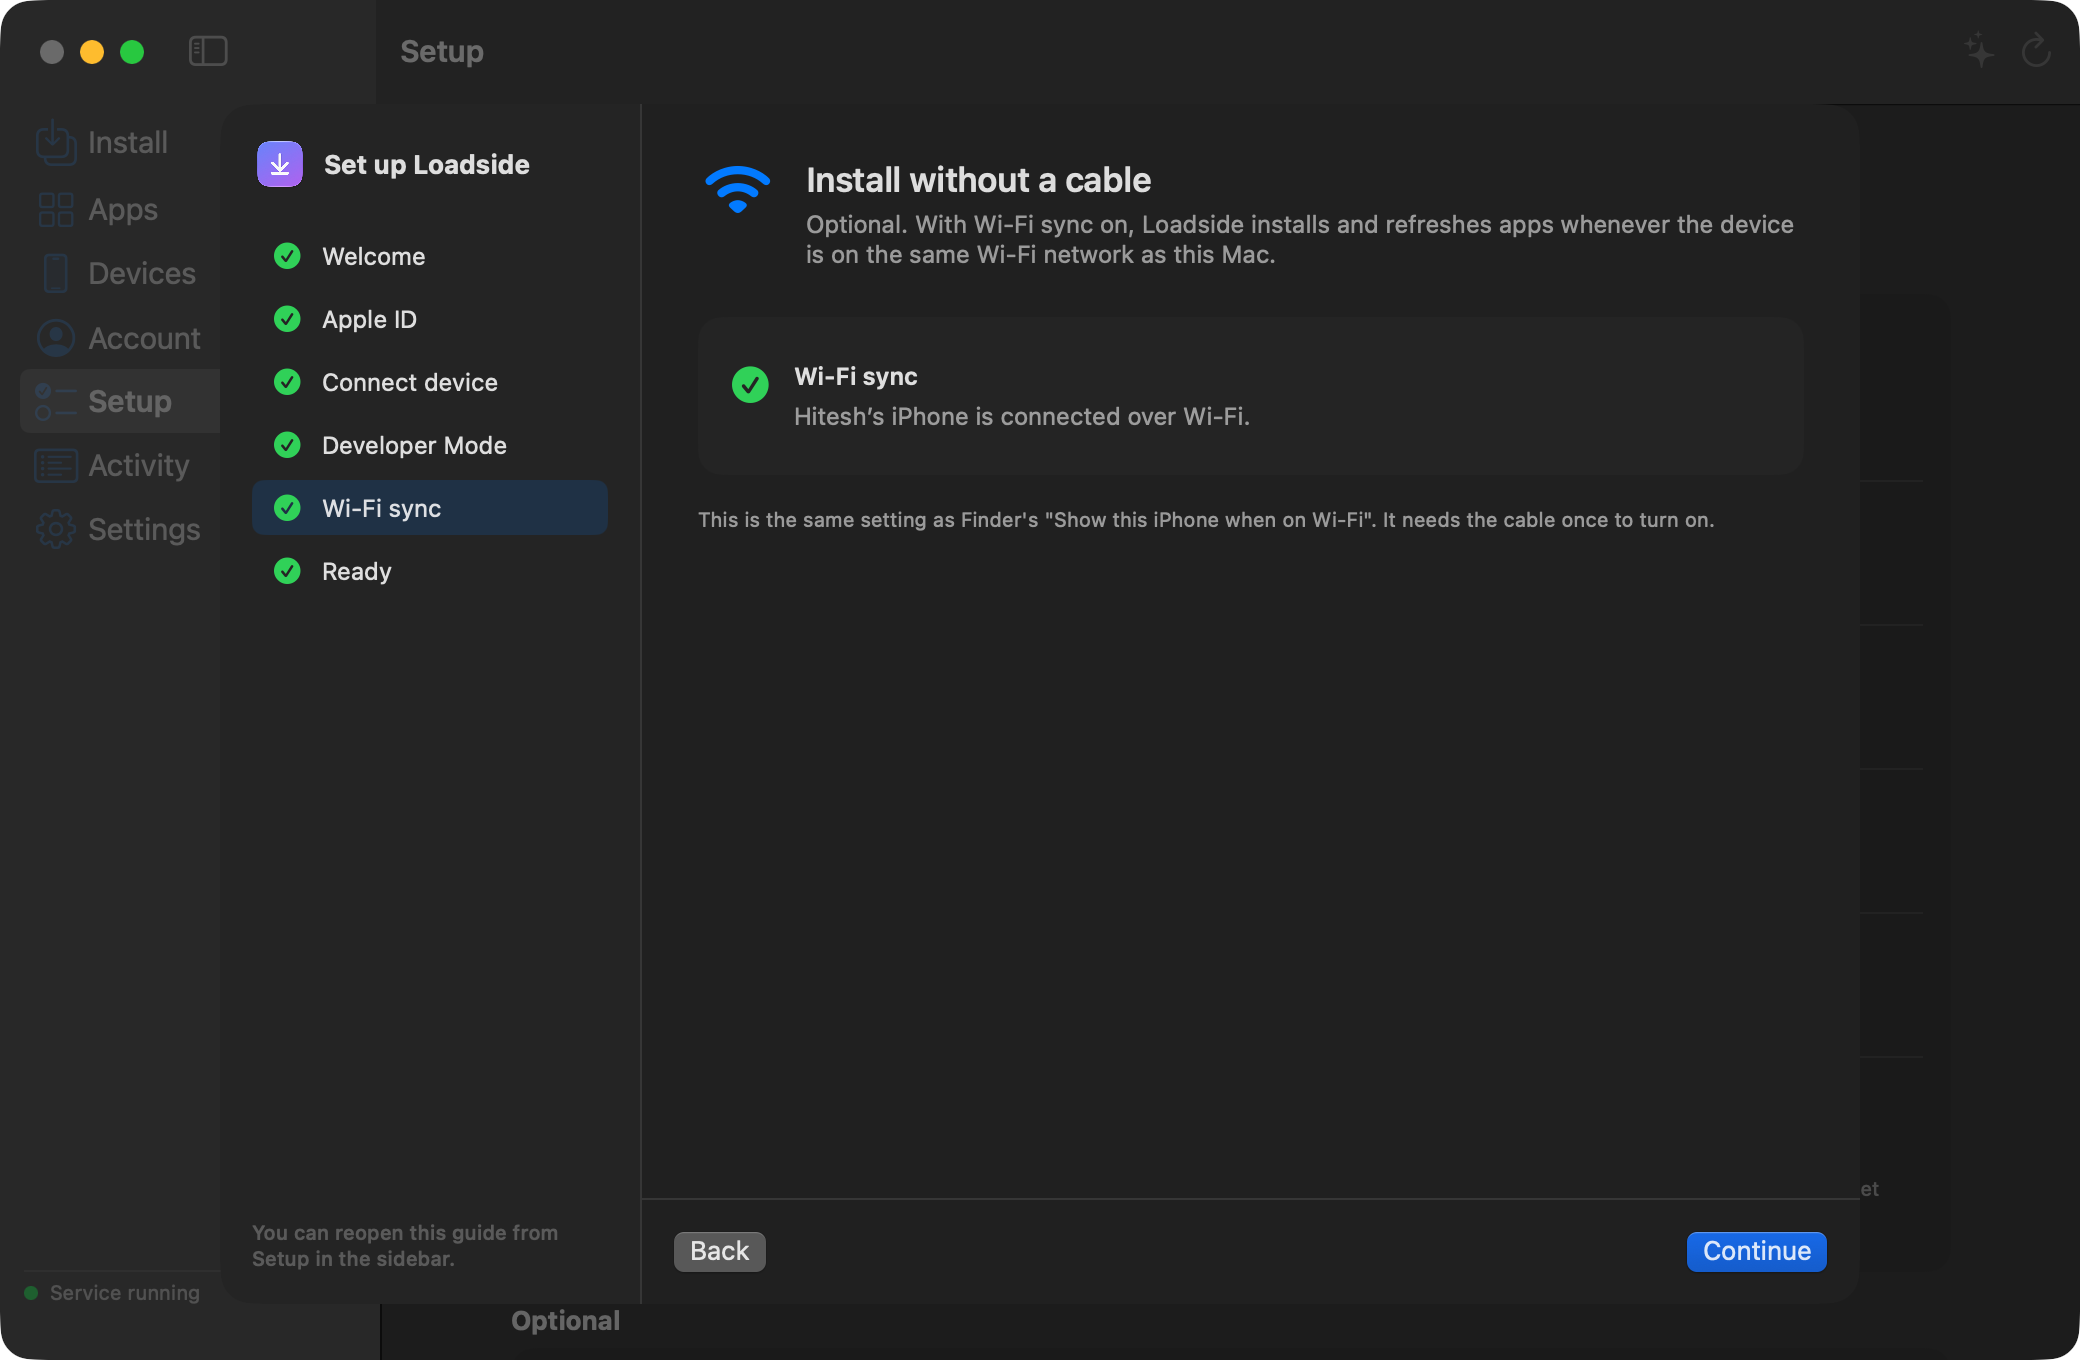 Setup
Install
Apps
Devices
Account
Setup
Activity
Settings
Service running
Set up Loadside
Welcome
Apple ID
Connect device
Developer Mode
Wi-Fi sync
Ready
You can reopen this guide from
Setup in the sidebar.
Install without a cable
Optional. With Wi-Fi sync on, Loadside installs and refreshes apps whenever the device
is on the same Wi-Fi network as this Mac.
Wi-Fi sync
Hitesh’s iPhone is connected over Wi-Fi.
This is the same setting as Finder's "Show this iPhone when on Wi-Fi". It needs the cable once to turn on.
Back
Continue
et
Optional